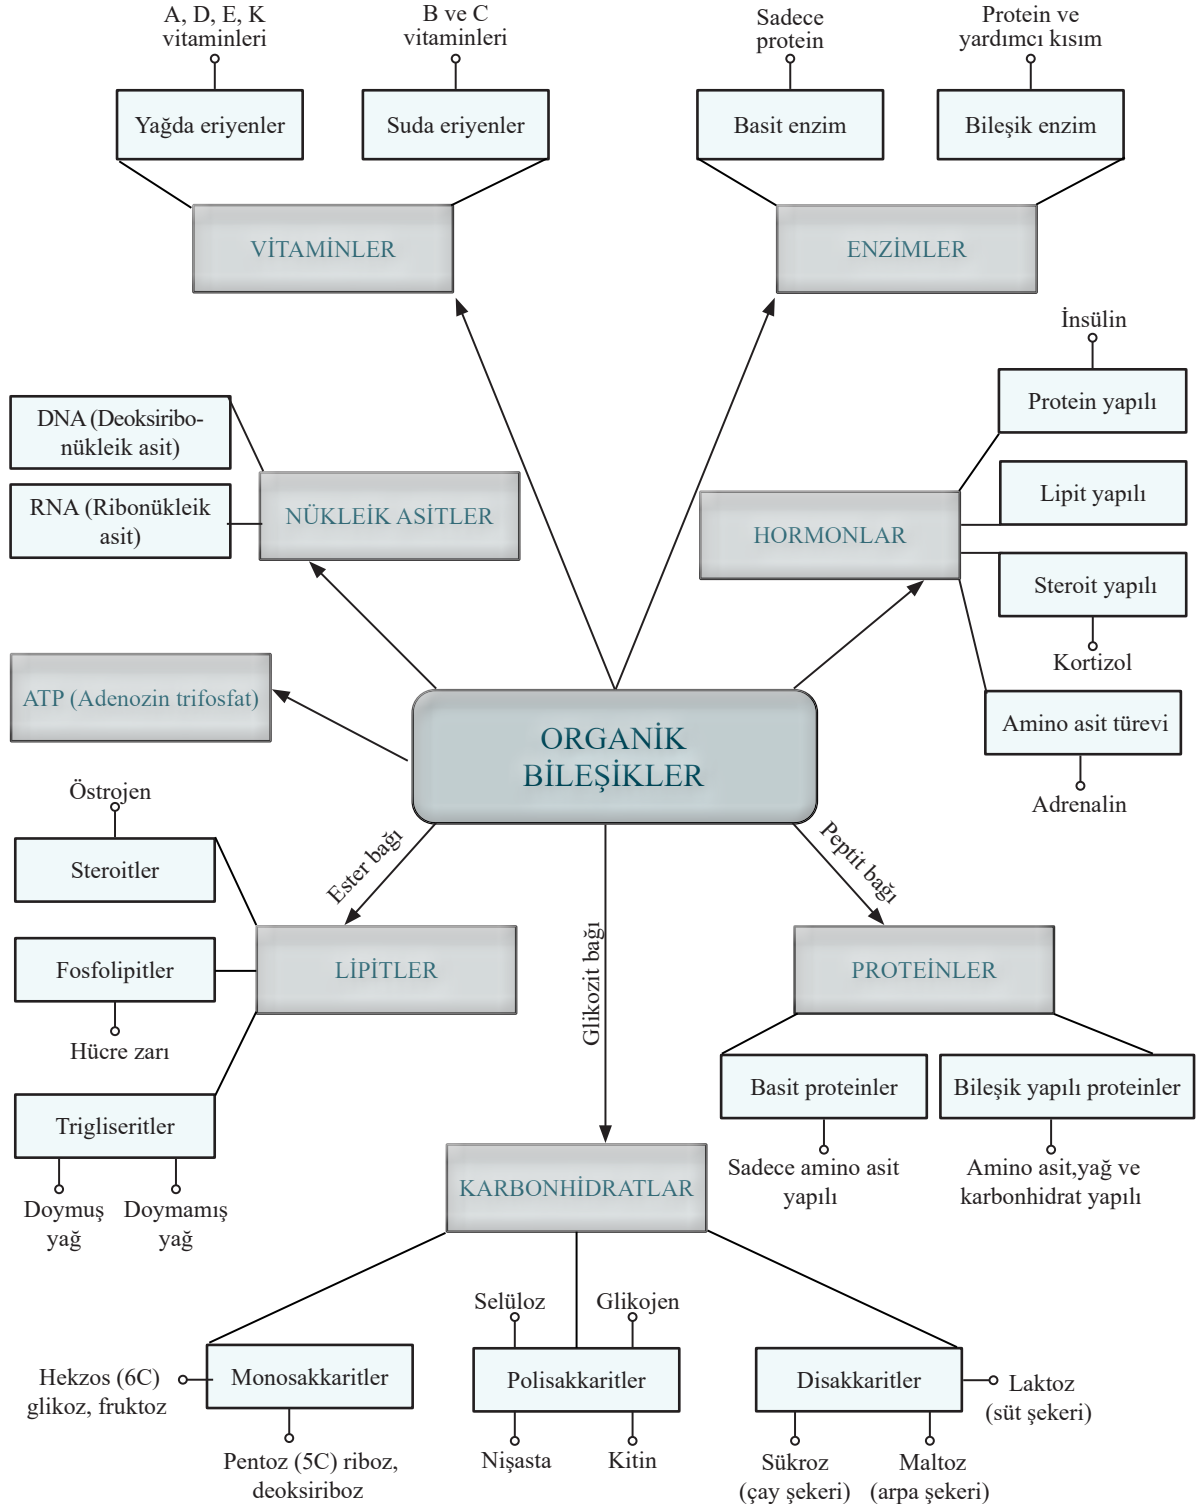 A, D, E, K
vitaminleri
B ve C
vitaminleri
Sadece
protein
Protein ve
yardımcı kısım
Yağda eriyenler
Suda eriyenler
Basit enzim
Bileşik enzim
VİTAMİNLER
ENZİMLER
İnsülin
Protein yapılı
DNA (Deoksiribo-
nükleik asit)
RNA (Ribonükleik
asit)
NÜKLEİK ASİTLER
Lipit yapılı
HORMONLAR
Steroit yapılı
Kortizol
ATP (Adenozin trifosfat)
ORGANİK
BİLEŞİKLER
Amino asit türevi
Adrenalin
Östrojen
Steroitler
Ester bağı
Glikozit bağı
Peptit bağı
Fosfolipitler
Hücre zarı
LİPİTLER
PROTEİNLER
Trigliseritler
Doymuş
yağ
Doymamış
yağ
Basit proteinler
Bileşik yapılı proteinler
Sadece amino asit
yapılı
Amino asit,yağ ve
karbonhidrat yapılı
KARBONHİDRATLAR
Selüloz
Glikojen
Hekzos (6C)
glikoz, fruktoz
Monosakkaritler
Polisakkaritler
Disakkaritler
Laktoz
(süt şekeri)
Pentoz (5C) riboz,
deoksiriboz
Nişasta
Kitin
Sükroz
(çay şekeri)
Maltoz
(arpa şekeri)